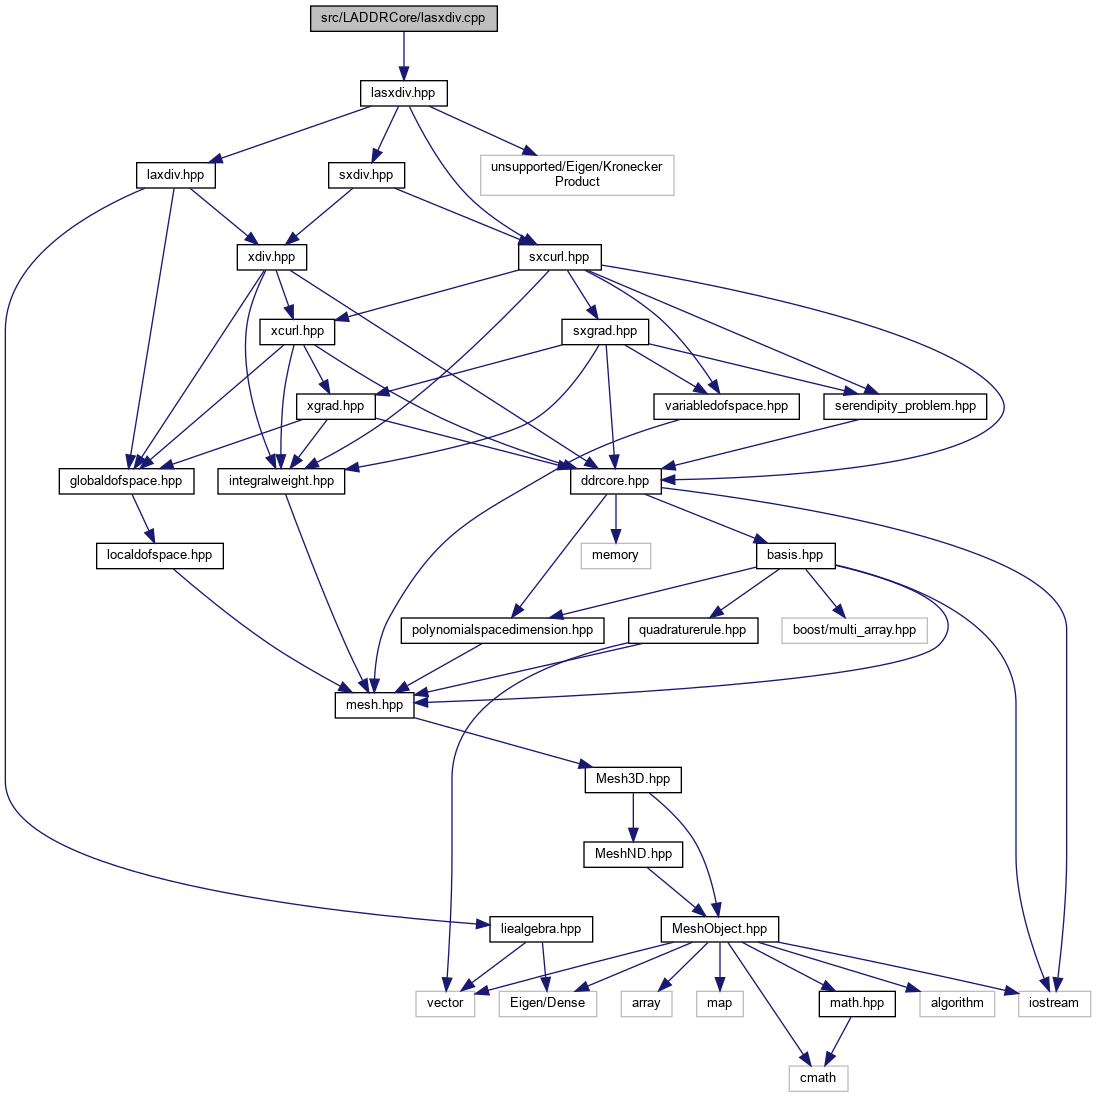 src/LADDRCore/lasxdiv.cpp
lasxdiv.hpp
laxdiv.hpp
sxdiv.hpp
unsupported/Eigen/Kronecker
Product
xdiv.hpp
sxcurl.hpp
xcurl.hpp
sxgrad.hpp
xgrad.hpp
variabledofspace.hpp
serendipity_problem.hpp
globaldofspace.hpp
integralweight.hpp
ddrcore.hpp
localdofspace.hpp
memory
basis.hpp
polynomialspacedimension.hpp
quadraturerule.hpp
boost/multi_array.hpp
mesh.hpp
Mesh3D.hpp
MeshND.hpp
liealgebra.hpp
MeshObject.hpp
vector
Eigen/Dense
array
map
math.hpp
algorithm
iostream
cmath